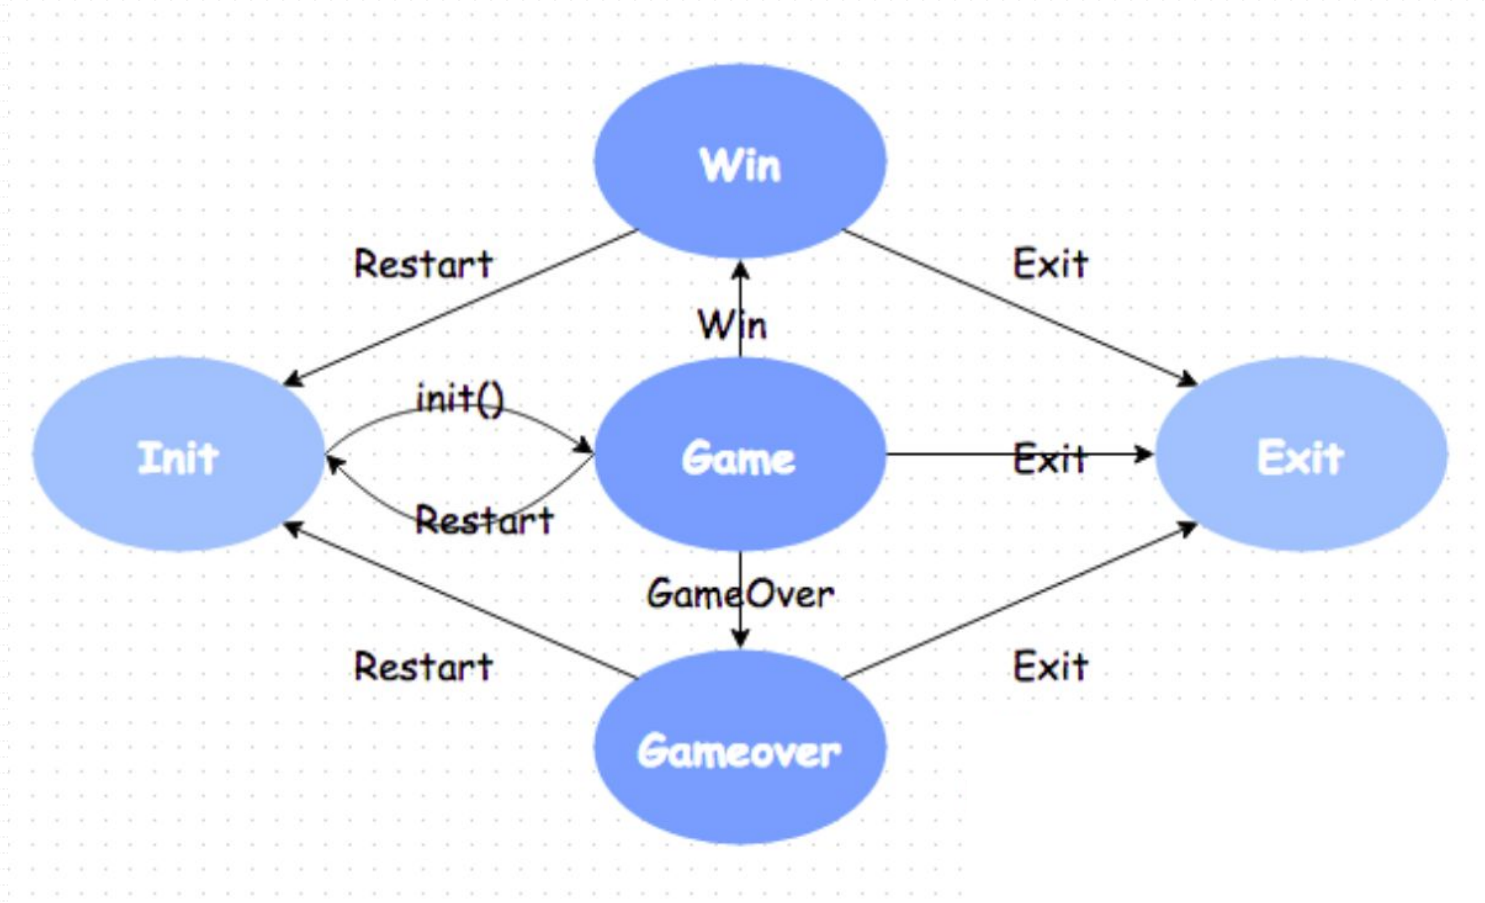 Win
Restart
Exit
Win
init()
Init
Game
Exit
Exit
Restart
GameOver
Restart
Exit
Gameover